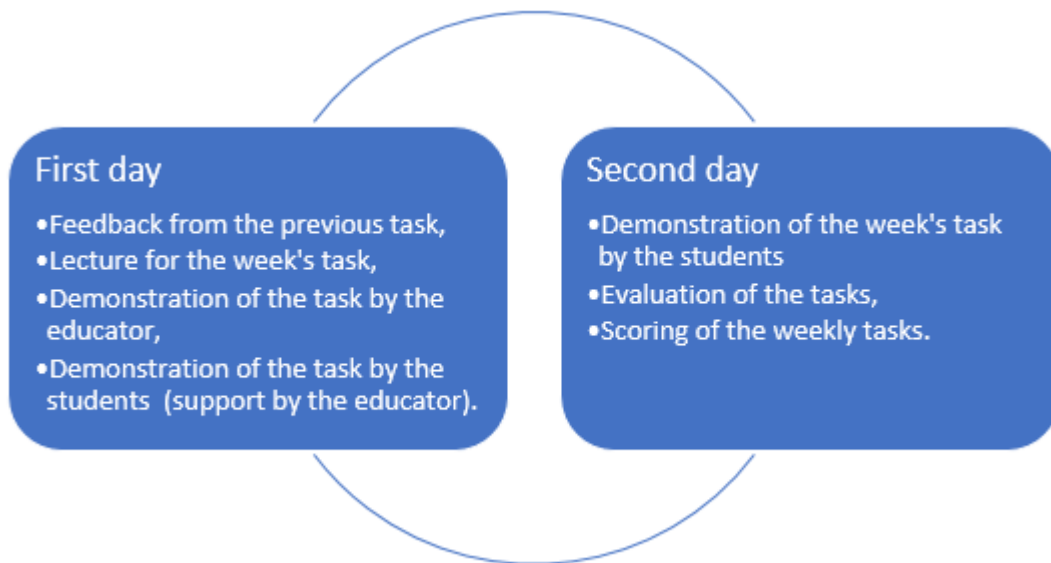 First day
•Feedback from the previous task,
•Lecture for the week's task,
•Demonstration of the task by the
educator,
•Demonstration of the task by the
students  (support by the educator).
Second day
•Demonstration of the week's task
by the students
•Evaluation of the tasks,
•Scoring of the weekly tasks.